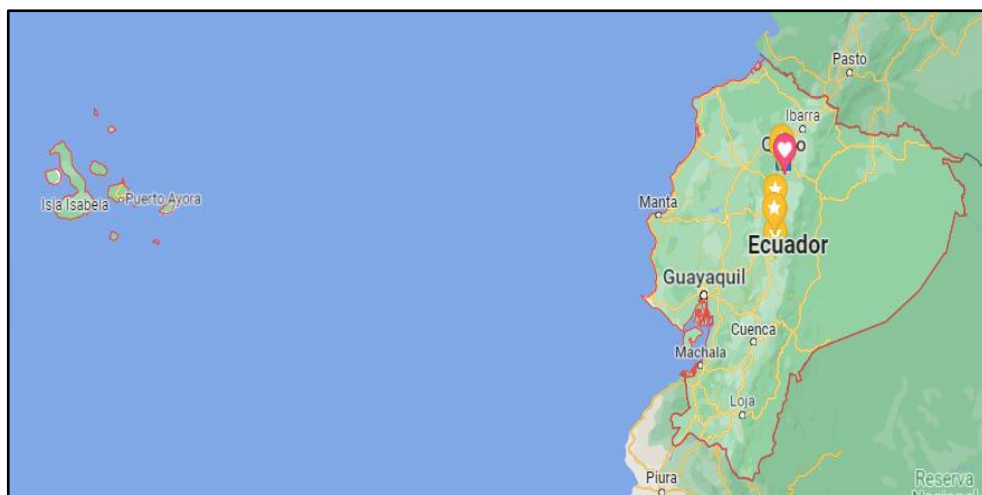 Pasto
Ibarra
Isla Isabela
Puerto Ayora
Manta
Ecuador
Guayaquil
Cuenca
Machala
Loja
Piura
Reserva